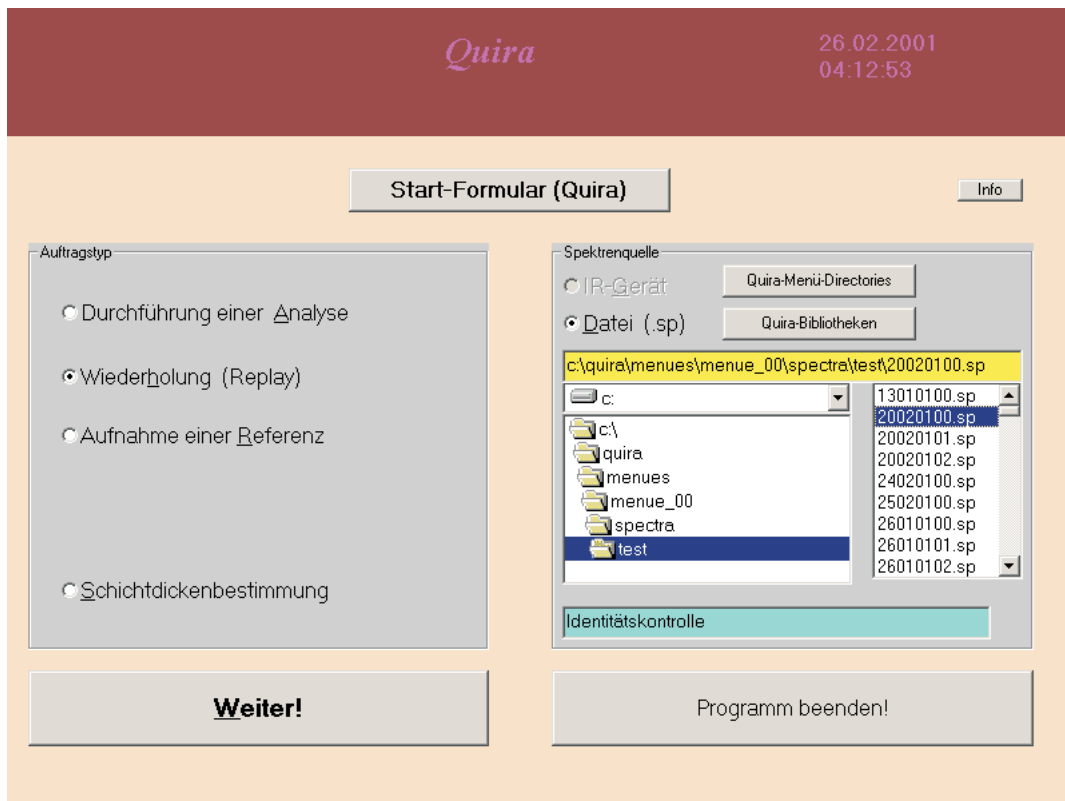 Quira
26.02.2001
04:12:53
Start-Formular (Quira)
Info
Auftragstyp
Durchführung einer Analyse
Wiederholung (Replay)
Aufnahme einer Referenz
Schichtdickenbestimmung
Spektrenquelle
IR-Gerät
Quira-Menü-Directories
Datei (.sp)
Quira-Bibliotheken
c:\quira\menues\menue_00\spectra\test\20020100.sp
c:
c:\
quira
menues
menue_00
spectra
test
13010100.sp
20020100.sp
20020101.sp
20020102.sp
24020100.sp
25020100.sp
26010100.sp
26010101.sp
26010102.sp
Identitätskontrolle
Weiter!
Programm beenden!